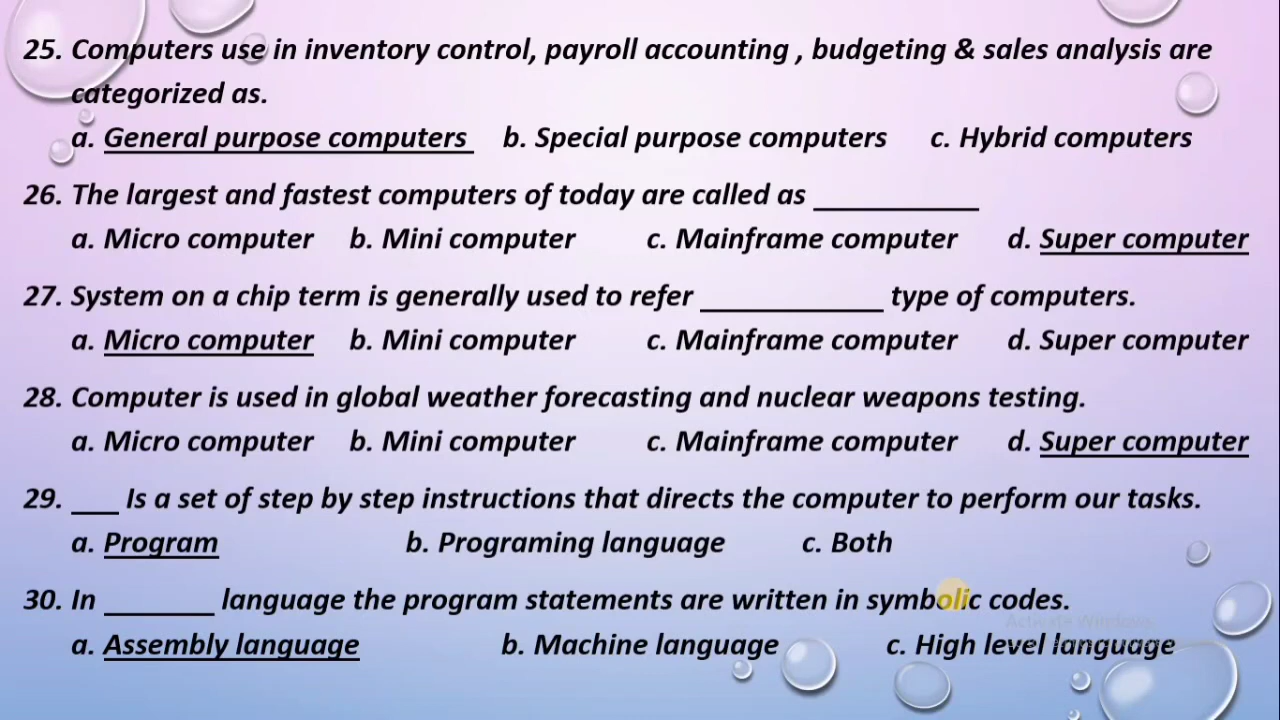 25. Computers use in inventory control, payroll accounting , budgeting & sales analysis are
categorized as.
a. General purpose computers b. Special purpose computers c. Hybrid computers
26. The largest and fastest computers of today are called as ___________
a. Micro computer b. Mini computer c. Mainframe computer d. Super computer
27. System on a chip term is generally used to refer ____________ type of computers.
a. Micro computer b. Mini computer c. Mainframe computer d. Super computer
28. Computer is used in global weather forecasting and nuclear weapons testing.
a. Micro computer b. Mini computer c. Mainframe computer d. Super computer
29. ___ Is a set of step by step instructions that directs the computer to perform our tasks.
a. Program b. Programing language c. Both
30. In _______ language the program statements are written in symbolic codes.
Activate Windows
a. Assembly language b. Machine language c. High level language